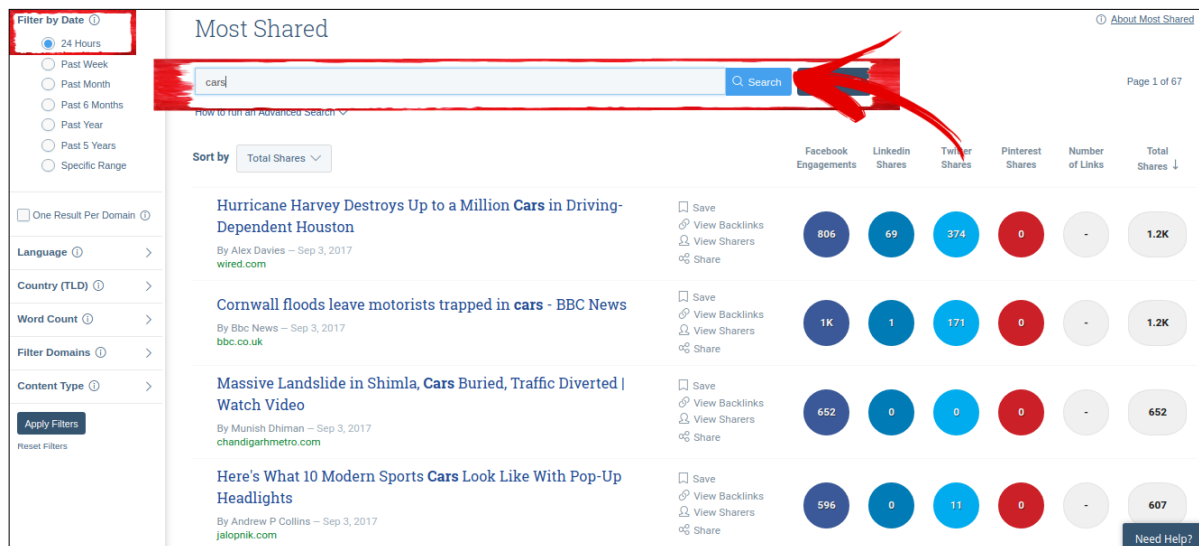 Filter by Date
24 Hours
Past Week
Past Month
Past 6 Months
Past Year
Past 5 Years
Specific Range
One Result Per Domain
Language
Country (TLD)
Word Count
Filter Domains
Content Type
Apply Filters
Reset Filters
Most Shared
About Most Shared
cars
Search
Page 1 of 67
How to run an Advanced Search
Sort by
Total Shares
Facebook
Engagements
Linkedin
Shares
Twitter
Shares
Pinterest
Shares
Number
of Links
Total
Shares ↓
Hurricane Harvey Destroys Up to a Million Cars in Driving-
Dependent Houston
By Alex Davies – Sep 3, 2017
wired.com
Save
View Backlinks
View Sharers
Share
806
69
374
0
-
1.2K
Cornwall floods leave motorists trapped in cars - BBC News
By Bbc News – Sep 3, 2017
bbc.co.uk
Save
View Backlinks
View Sharers
Share
1K
1
171
0
-
1.2K
Massive Landslide in Shimla, Cars Buried, Traffic Diverted |
Watch Video
By Munish Dhiman – Sep 3, 2017
chandigarhmetro.com
Save
View Backlinks
View Sharers
Share
652
0
0
0
-
652
Here's What 10 Modern Sports Cars Look Like With Pop-Up
Headlights
By Andrew P Collins – Sep 3, 2017
jalopnik.com
Save
View Backlinks
View Sharers
Share
596
0
11
0
-
607
Need Help?